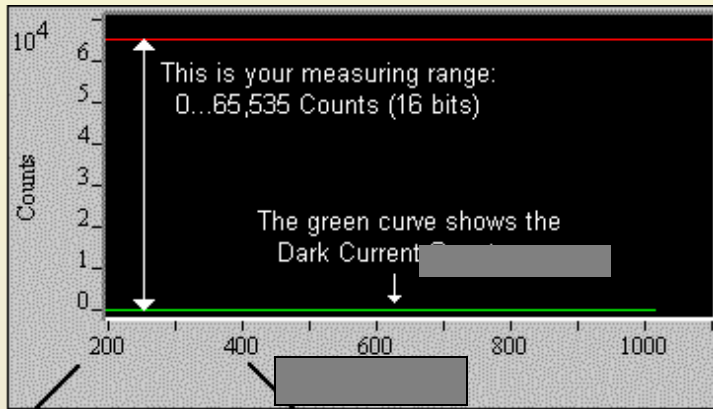 10⁴
6
This is your measuring range:
0...65,535 Counts (16 bits)
5
4
3
Counts
2
The green curve shows the
Dark Current
1
0
200 400 600 800 1000